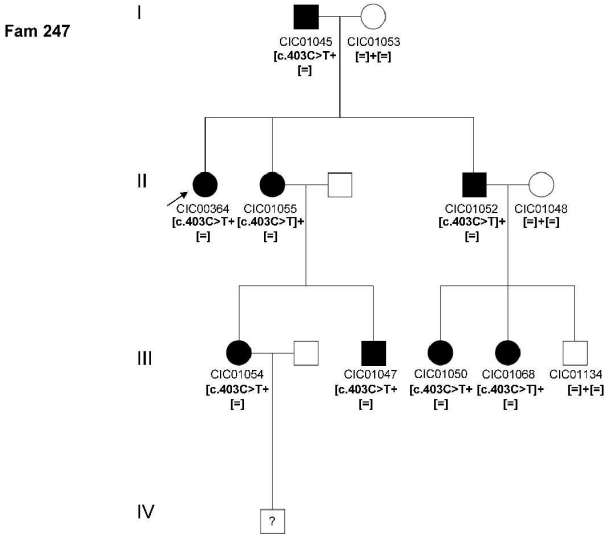 I
Fam 247
CIC01045 CIC01053
[c.403C>T+ [=]+[=]
[=]
II
CIC00364 CIC01055 CIC01052 CIC01048
[c.403C>T+ [c.403C>T]+ [c.403C>T]+ [=]+[=]
[=] [=] [=]
III
CIC01054 CIC01047 CIC01050 CIC01068 CIC01134
[c.403C>T+ [c.403C>T+ [c.403C>T+ [c.403C>T]+ [=]+[=]
[=] [=] [=] [=]
IV
?